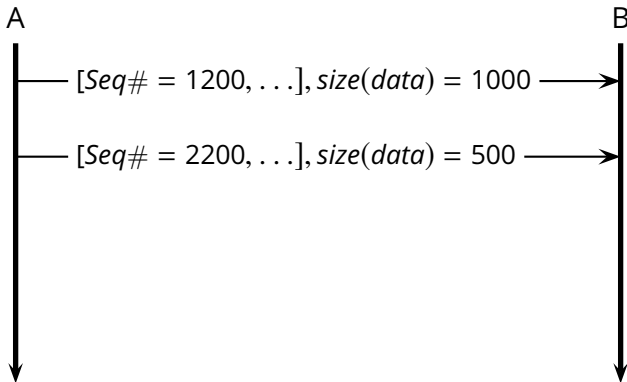 A B
[Seq# = 1200, . . .], size(data) = 1000
[Seq# = 2200, . . .], size(data) = 500